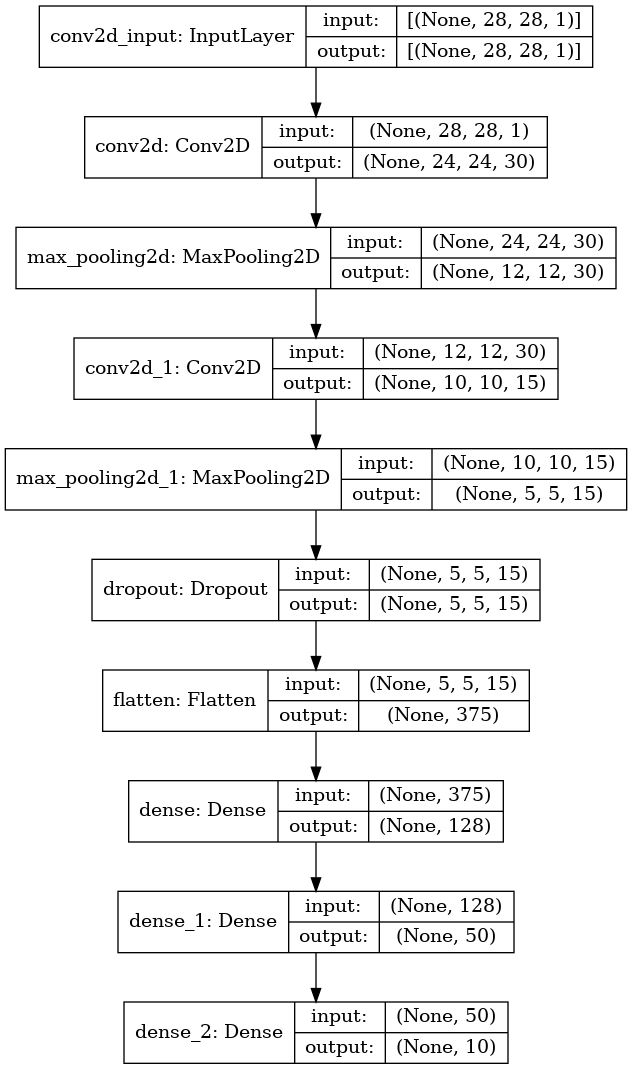 conv2d_input: InputLayer
input: [(None, 28, 28, 1)]
output: [(None, 28, 28, 1)]
conv2d: Conv2D
input: (None, 28, 28, 1)
output: (None, 24, 24, 30)
max_pooling2d: MaxPooling2D
input: (None, 24, 24, 30)
output: (None, 12, 12, 30)
conv2d_1: Conv2D
input: (None, 12, 12, 30)
output: (None, 10, 10, 15)
max_pooling2d_1: MaxPooling2D
input: (None, 10, 10, 15)
output: (None, 5, 5, 15)
dropout: Dropout
input: (None, 5, 5, 15)
output: (None, 5, 5, 15)
flatten: Flatten
input: (None, 5, 5, 15)
output: (None, 375)
dense: Dense
input: (None, 375)
output: (None, 128)
dense_1: Dense
input: (None, 128)
output: (None, 50)
dense_2: Dense
input: (None, 50)
output: (None, 10)